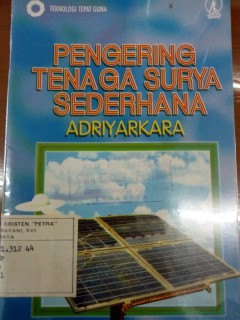 TEKNOLOGI TEPAT GUNA
PENGERING
TENAGA SURYA
SEDERHANA
ADRIYARKARA
KRISTEN "PETRA"